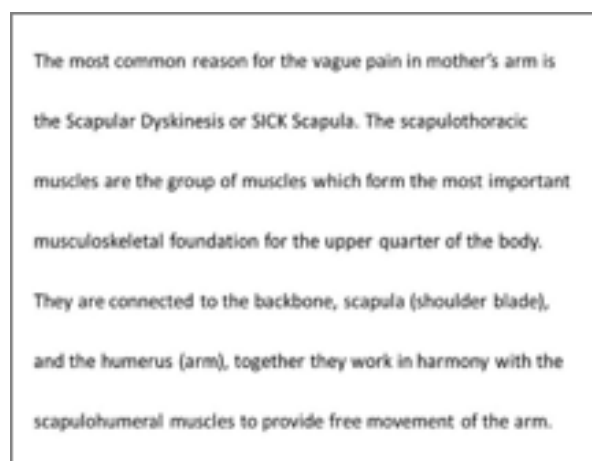 The most common reason for the vague pain in mother's arm is
the Scapular Dyskinesis or SICK Scapula. The scapulothoracic
muscles are the group of muscles which form the most important
musculoskeletal foundation for the upper quarter of the body.
They are connected to the backbone, scapula (shoulder blade),
and the humerus (arm), together they work in harmony with the
scapulohumeral muscles to provide free movement of the arm.